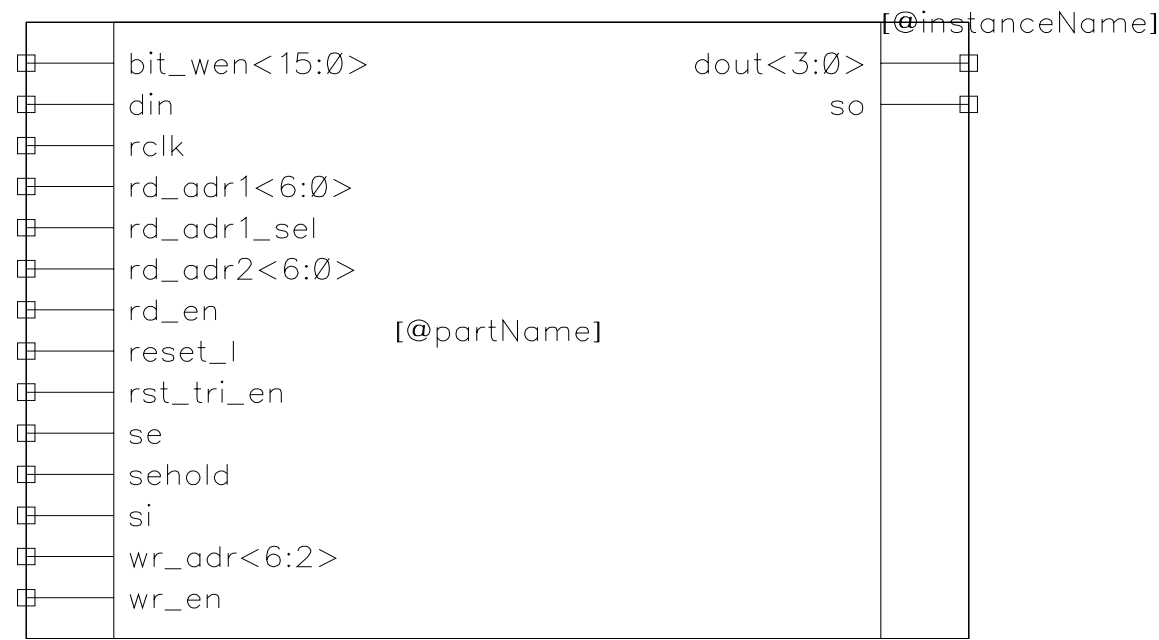 [@instanceName]
bit_wen<15:0> dout<3:0>
din so
rclk
rd_adr1<6:0>
rd_adr1_sel
rd_adr2<6:0>
rd_en
[@partName]
reset_l
rst_tri_en
se
sehold
si
wr_adr<6:2>
wr_en